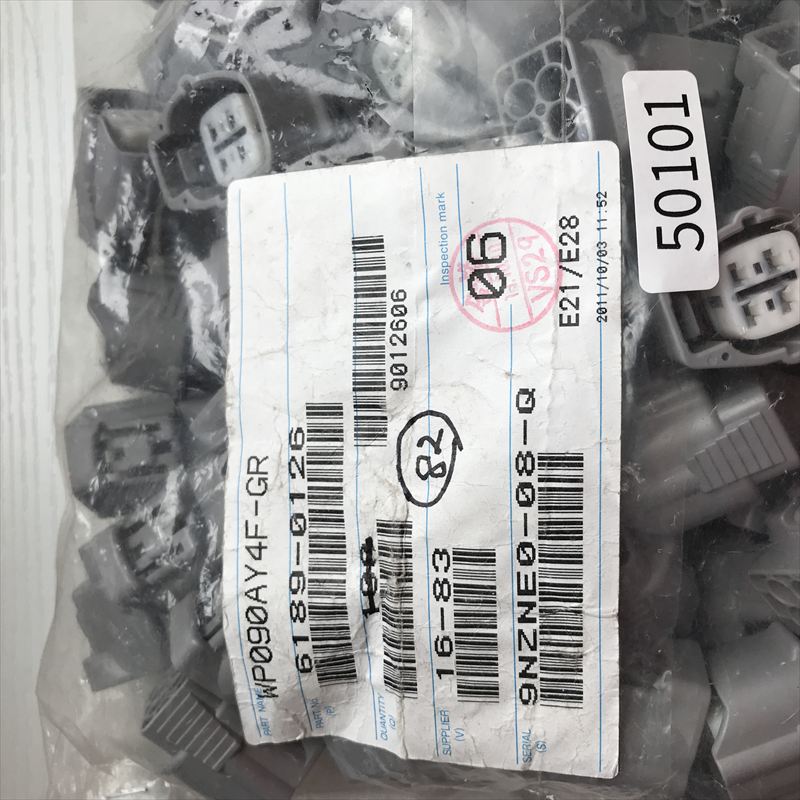 PART NAME WP090AY4F-GR
PART No. (P) 6189-0126
9012606
QUANTITY (Q) 100
82
Inspection mark
06
VS29
SUPPLIER (V) 16-83
E21/E28
SERIAL (S) 9NZNE0-08-Q
2011/10/03 11:52
50101